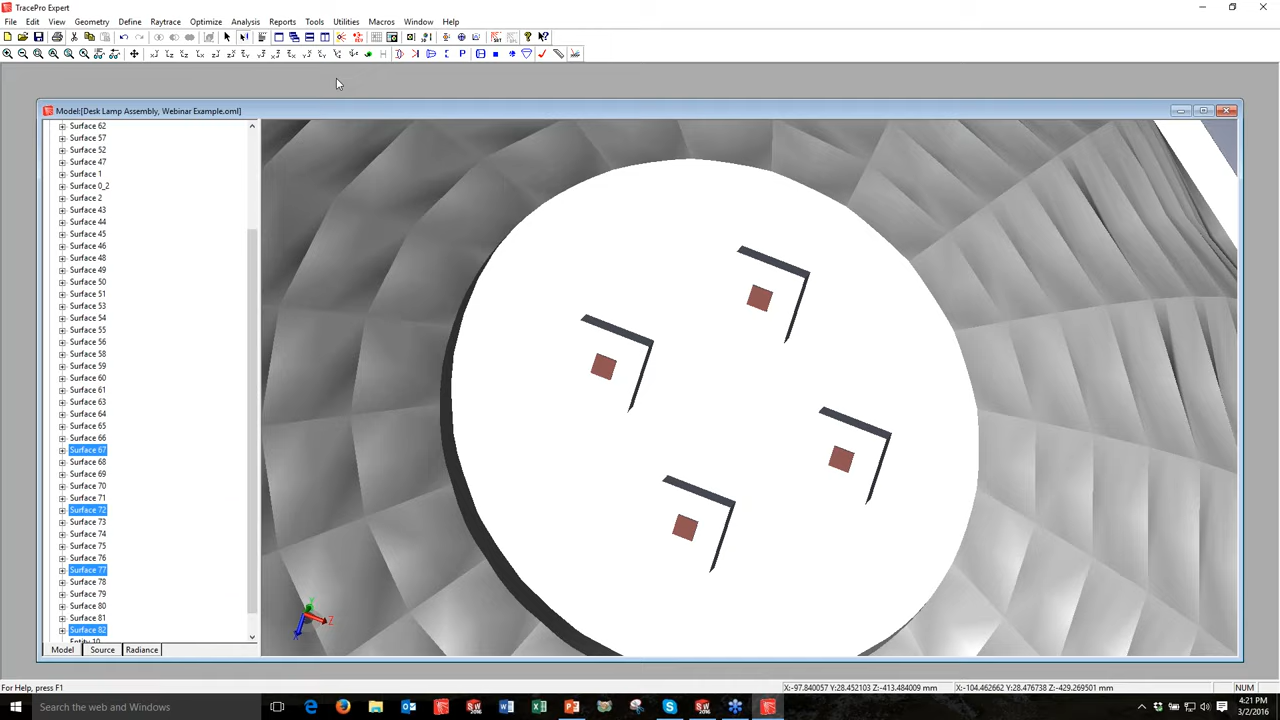 TracePro Expert
File Edit View Geometry Define Raytrace Optimize Analysis Reports Tools Utilities Macros Window Help
Model:[Desk Lamp Assembly, Webinar Example.oml]
Surface 62
Surface 57
Surface 52
Surface 47
Surface 1
Surface 0_2
Surface 2
Surface 43
Surface 44
Surface 45
Surface 46
Surface 48
Surface 49
Surface 50
Surface 51
Surface 53
Surface 54
Surface 55
Surface 56
Surface 58
Surface 59
Surface 60
Surface 61
Surface 63
Surface 64
Surface 65
Surface 66
Surface 67
Surface 68
Surface 69
Surface 70
Surface 71
Surface 72
Surface 73
Surface 74
Surface 75
Surface 76
Surface 77
Surface 78
Surface 79
Surface 80
Surface 81
Surface 82
Entity 10
Y
Z
X
Model Source Radiance
For Help, press F1
X:-97.840057 Y:28.452103 Z:-413.484009 mm X:-104.462662 Y:28.476738 Z:-429.269501 mm NUM
Search the web and Windows
4:21 PM
3/2/2016